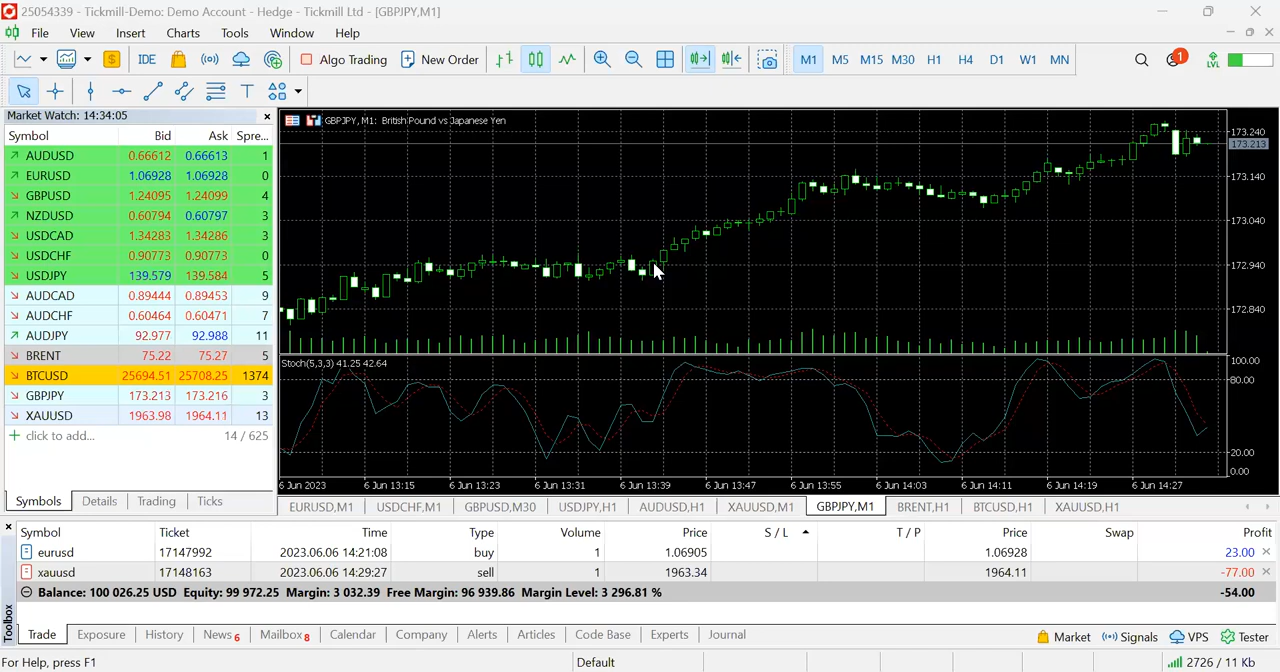 25054339 - Tickmill-Demo: Demo Account - Hedge - Tickmill Ltd - [GBPJPY,M1]
File View Insert Charts Tools Window Help
IDE Algo Trading New Order M1 M5 M15 M30 H1 H4 D1 W1 MN 1 LVL
Market Watch: 14:34:05
Symbol Bid Ask Spre...
AUDUSD 0.66612 0.66613 1
EURUSD 1.06928 1.06928 0
GBPUSD 1.24095 1.24099 4
NZDUSD 0.60794 0.60797 3
USDCAD 1.34283 1.34286 3
USDCHF 0.90773 0.90773 0
USDJPY 139.579 139.584 5
AUDCAD 0.89444 0.89453 9
AUDCHF 0.60464 0.60471 7
AUDJPY 92.977 92.988 11
BRENT 75.22 75.27 5
BTCUSD 25694.51 25708.25 1374
GBPJPY 173.213 173.216 3
XAUUSD 1963.98 1964.11 13
click to add... 14 / 625
Symbols Details Trading Ticks
GBPJPY, M1: British Pound vs Japanese Yen
173.240
173.213
173.140
173.040
172.940
172.840
Stoch(5,3,3) 41.25 42.64
100.00
80.00
20.00
0.00
6 Jun 2023 6 Jun 13:15 6 Jun 13:23 6 Jun 13:31 6 Jun 13:39 6 Jun 13:47 6 Jun 13:55 6 Jun 14:03 6 Jun 14:11 6 Jun 14:19 6 Jun 14:27
EURUSD,M1 USDCHF,M1 GBPUSD,M30 USDJPY,H1 AUDUSD,H1 XAUUSD,M1 GBPJPY,M1 BRENT,H1 BTCUSD,H1 XAUUSD,H1
Symbol Ticket Time Type Volume Price S / L T / P Price Swap Profit
eurusd 17147992 2023.06.06 14:21:08 buy 1 1.06905 1.06928 23.00
xauusd 17148163 2023.06.06 14:29:27 sell 1 1963.34 1964.11 -77.00
Balance: 100 026.25 USD Equity: 99 972.25 Margin: 3 032.39 Free Margin: 96 939.86 Margin Level: 3 296.81 % -54.00
Toolbox
Trade Exposure History News 6 Mailbox 8 Calendar Company Alerts Articles Code Base Experts Journal Market Signals VPS Tester
For Help, press F1 Default 2726 / 11 Kb